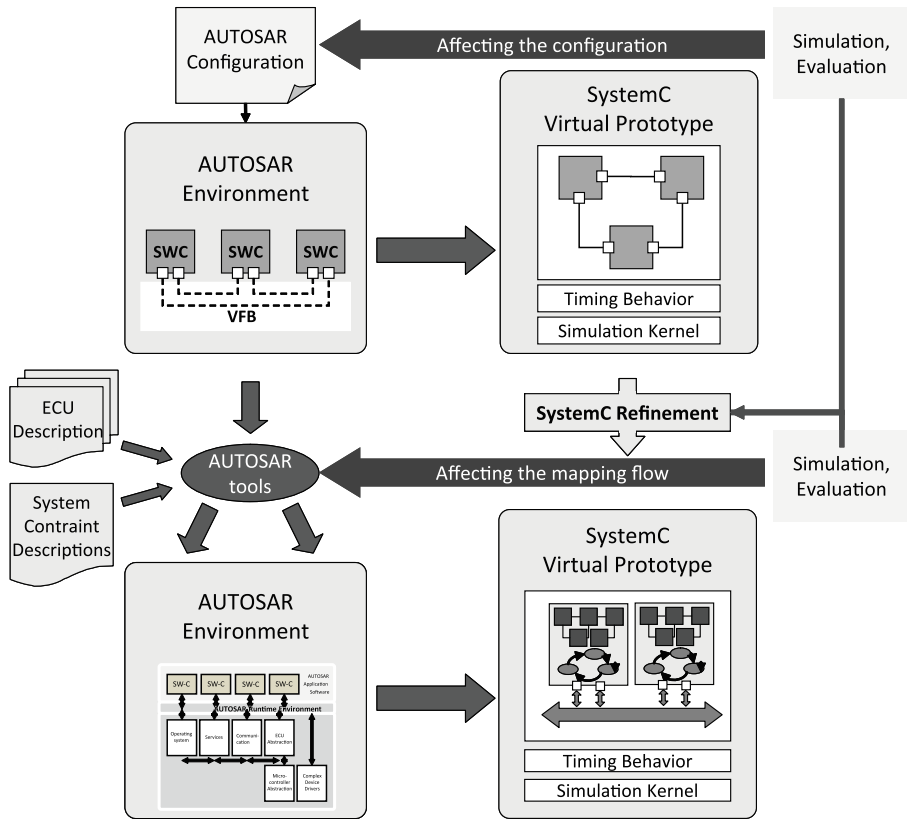 AUTOSAR
Configuration
Affecting the configuration
Simulation,
Evaluation
AUTOSAR
Environment
SWC SWC SWC
VFB
SystemC
Virtual Prototype
Timing Behavior
Simulation Kernel
ECU
Description
System
Contraint
Descriptions
AUTOSAR
tools
SystemC Refinement
Affecting the mapping flow
Simulation,
Evaluation
AUTOSAR
Environment
SW-C SW-C SW-C SW-C
AUTOSAR
Application
Software
AUTOSAR Runtime Environment
Operating
system
Services
Communi-
cation
ECU
Abstraction
Micro-
controller
Abstraction
Complex
Device
Drivers
SystemC
Virtual Prototype
Timing Behavior
Simulation Kernel